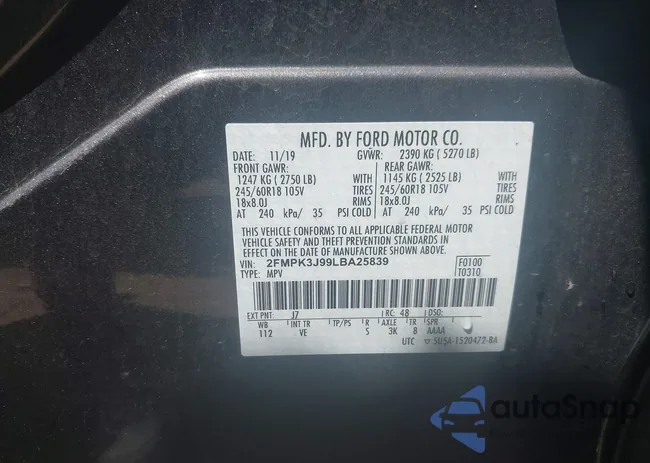 MFD. BY FORD MOTOR CO.
DATE: 11/19 GVWR: 2390 KG ( 5270 LB)
FRONT GAWR: REAR GAWR:
1247 KG ( 2750 LB) WITH 1145 KG ( 2525 LB) WITH
245/60R18 105V TIRES 245/60R18 105V TIRES
18x8.0J RIMS 18x8.0J RIMS
AT 240 kPa/ 35 PSI COLD AT 240 kPa/ 35 PSI COLD
THIS VEHICLE CONFORMS TO ALL APPLICABLE FEDERAL MOTOR
VEHICLE SAFETY AND THEFT PREVENTION STANDARDS IN
EFFECT ON THE DATE OF MANUFACTURE SHOWN ABOVE.
VIN: 2FMPK3J99LBA25839 F0100
TYPE: MPV T0310
EXT PNT: J7 RC: 48 DSO:
WB INT TR TP/PS R AXLE TR SPR
112 VE S 3K 8 AAAA
UTC ▽ 5U5A-1520472-BA
autoSnap